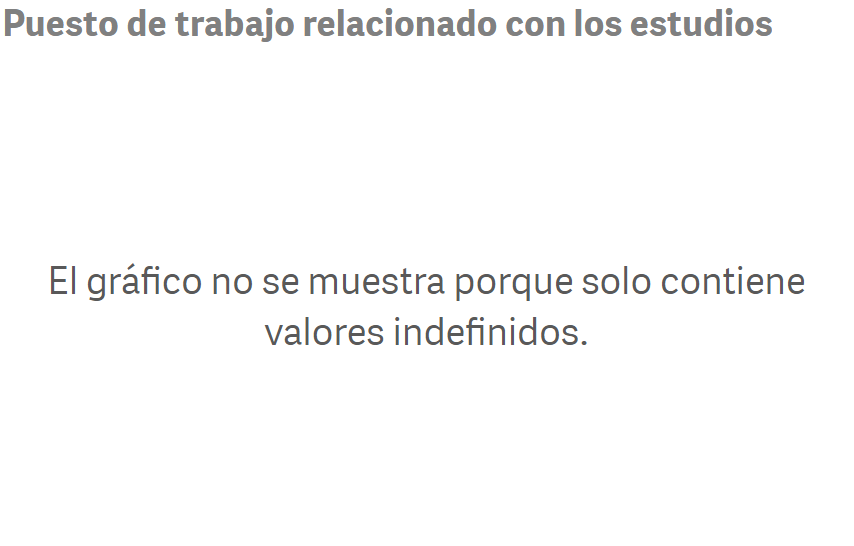 Puesto de trabajo relacionado con los estudios
El gráfico no se muestra porque solo contiene
valores indefinidos.